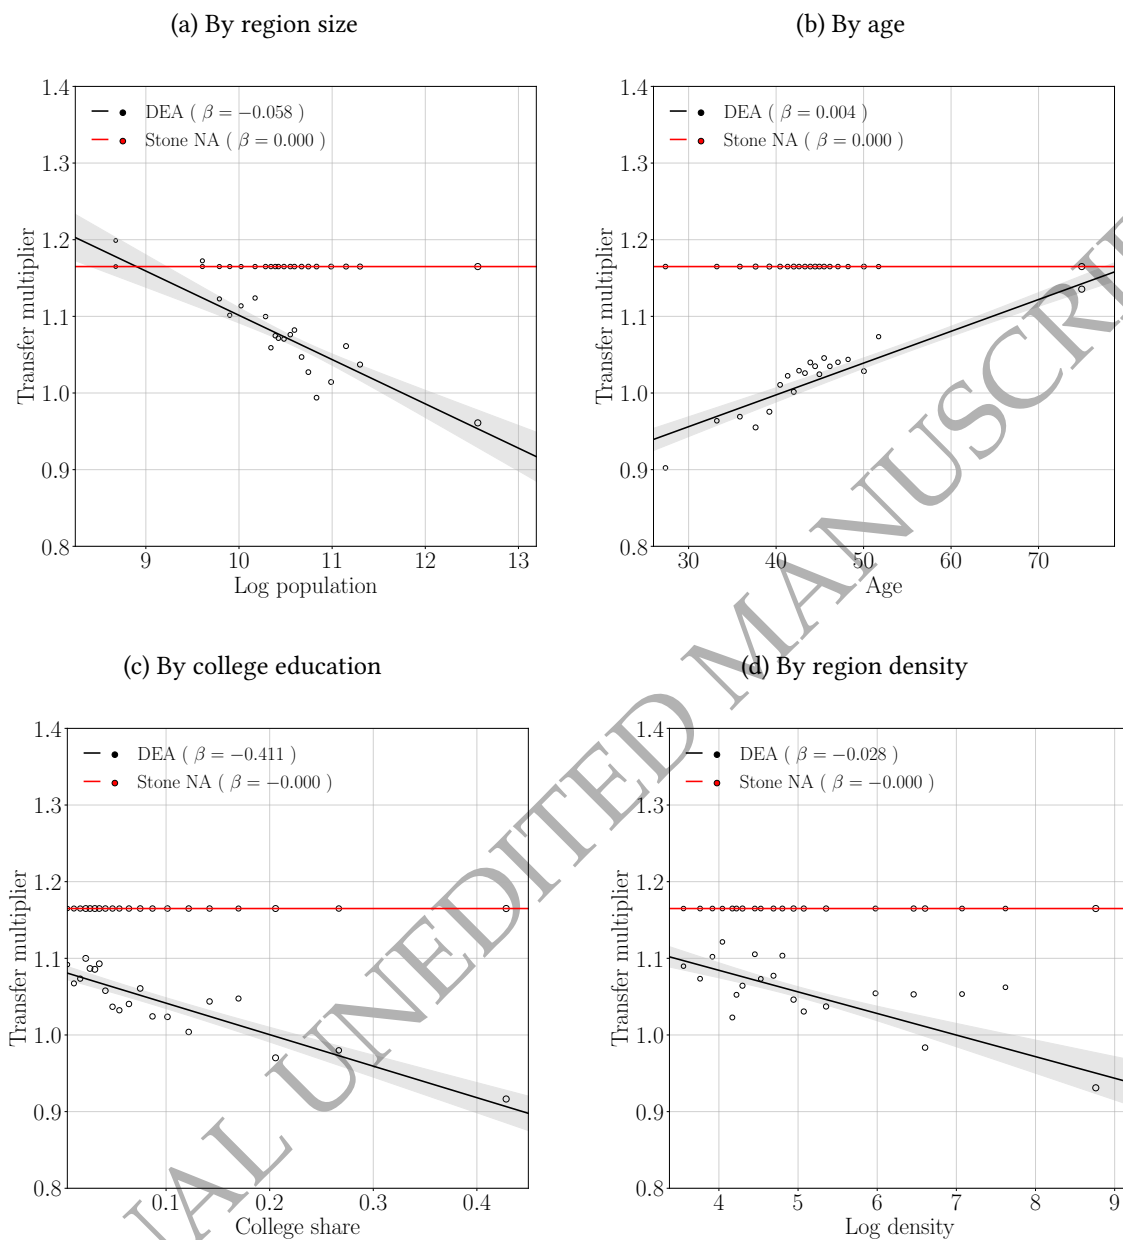 (a) By region size
1.4
1.3
1.2
1.1
1.0
0.9
0.8
Transfer multiplier
DEA ( β = −0.058 )
Stone NA ( β = 0.000 )
9 10 11 12 13
Log population
(b) By age
1.4
1.3
1.2
1.1
1.0
0.9
0.8
Transfer multiplier
DEA ( β = 0.004 )
Stone NA ( β = 0.000 )
30 40 50 60 70
Age
(c) By college education
1.4
1.3
1.2
1.1
1.0
0.9
0.8
Transfer multiplier
DEA ( β = −0.411 )
Stone NA ( β = −0.000 )
0.1 0.2 0.3 0.4
College share
(d) By region density
1.4
1.3
1.2
1.1
1.0
0.9
0.8
Transfer multiplier
DEA ( β = −0.028 )
Stone NA ( β = −0.000 )
4 5 6 7 8 9
Log density
NAL UNEDITED MANUSCRI